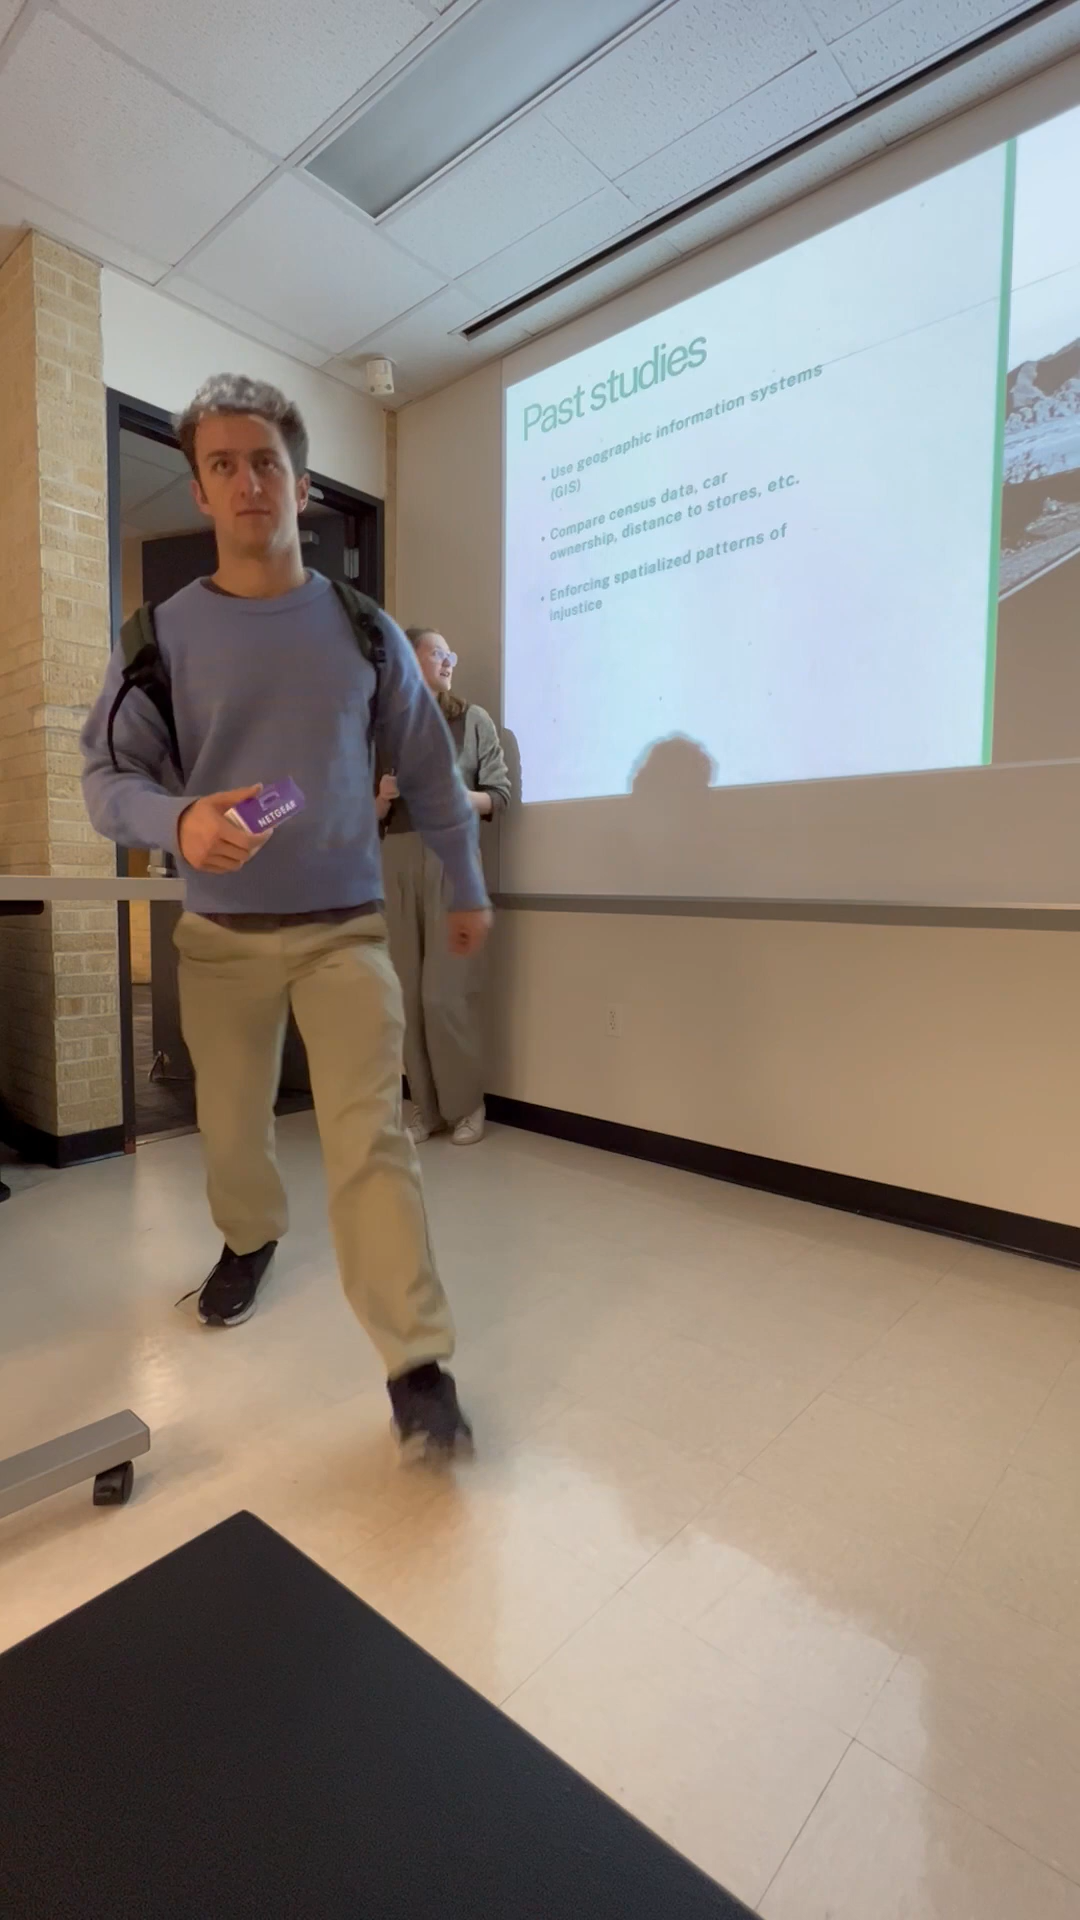 Past studies
• Use geographic information systems
(GIS)
• Compare census data, car
ownership, distance to stores, etc.
• Enforcing spatialized patterns of
injustice
NETGEAR